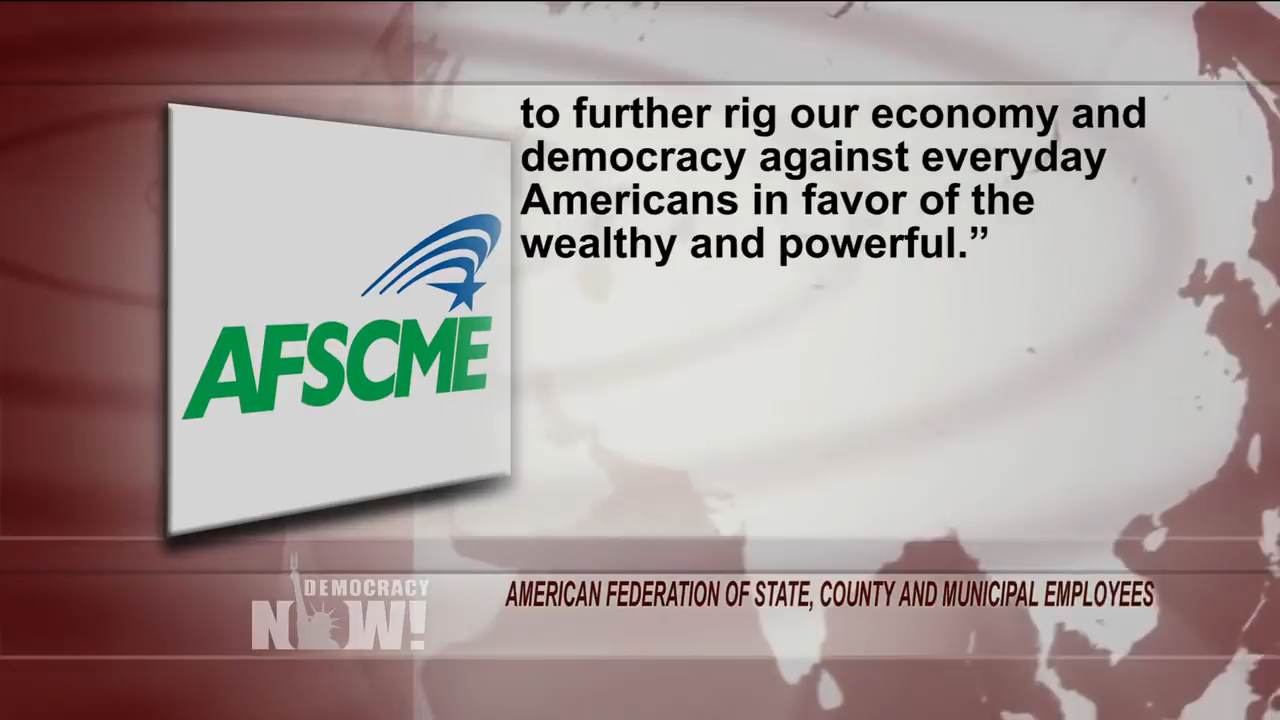 to further rig our economy and
democracy against everyday
Americans in favor of the
wealthy and powerful.”
AFSCME
DEMOCRACY
NOW!
AMERICAN FEDERATION OF STATE, COUNTY AND MUNICIPAL EMPLOYEES